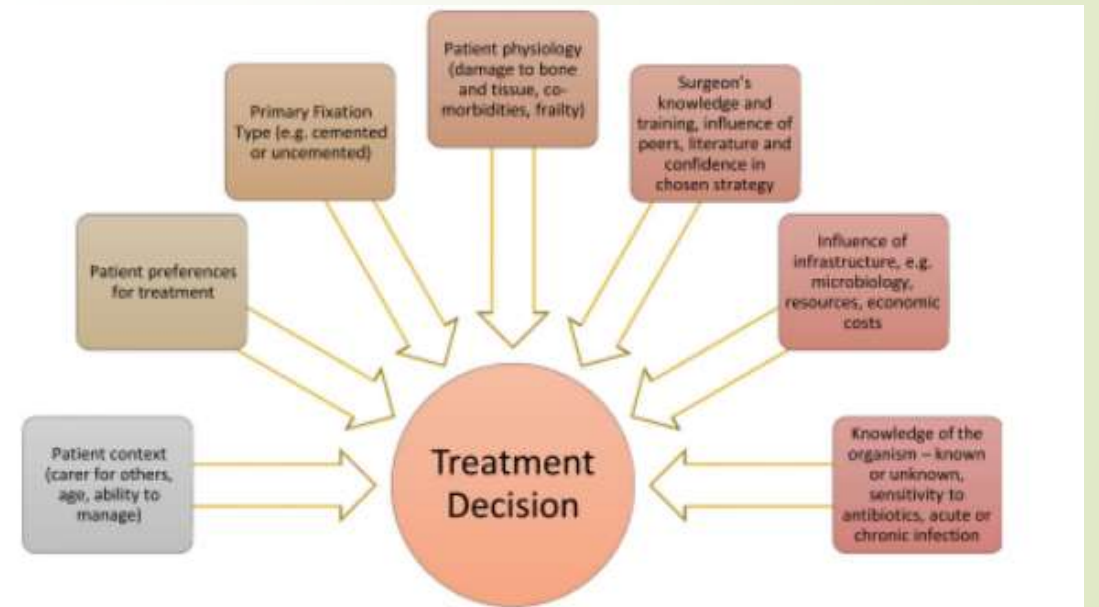 Patient physiology
(damage to bone
and tissue, co-
morbidities, frailty)
Primary Fixation
Type (e.g. cemented
or uncemented)
Surgeon's
knowledge and
training, influence of
peers, literature and
confidence in
chosen strategy
Patient preferences
for treatment
Influence of
infrastructure, e.g.
microbiology,
resources, economic
costs
Patient context
(carer for others,
age, ability to
manage)
Treatment
Decision
Knowledge of the
organism – known
or unknown,
sensitivity to
antibiotics, acute or
chronic infection